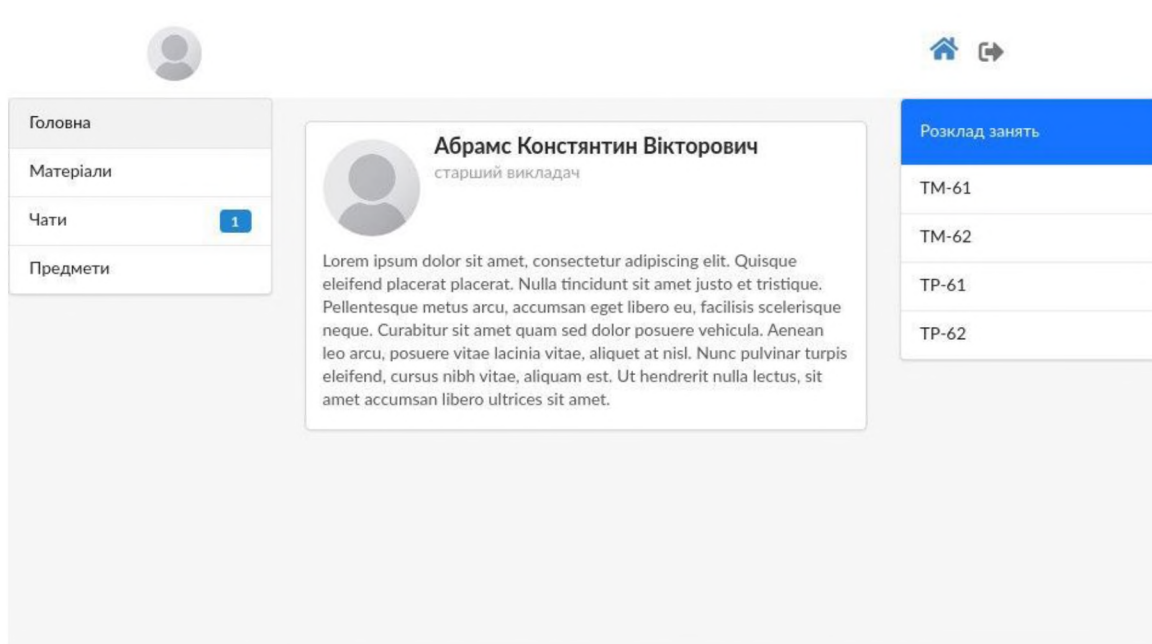 Головна
Матеріали
Чати 1
Предмети
Абрамс Констянтин Вікторович
старший викладач
Lorem ipsum dolor sit amet, consectetur adipiscing elit. Quisque
eleifend placerat placerat. Nulla tincidunt sit amet justo et tristique.
Pellentesque metus arcu, accumsan eget libero eu, facilisis scelerisque
neque. Curabitur sit amet quam sed dolor posuere vehicula. Aenean
leo arcu, posuere vitae lacinia vitae, aliquet at nisl. Nunc pulvinar turpis
eleifend, cursus nibh vitae, aliquam est. Ut hendrerit nulla lectus, sit
amet accumsan libero ultrices sit amet.
Розклад занять
ТМ-61
ТМ-62
ТР-61
ТР-62